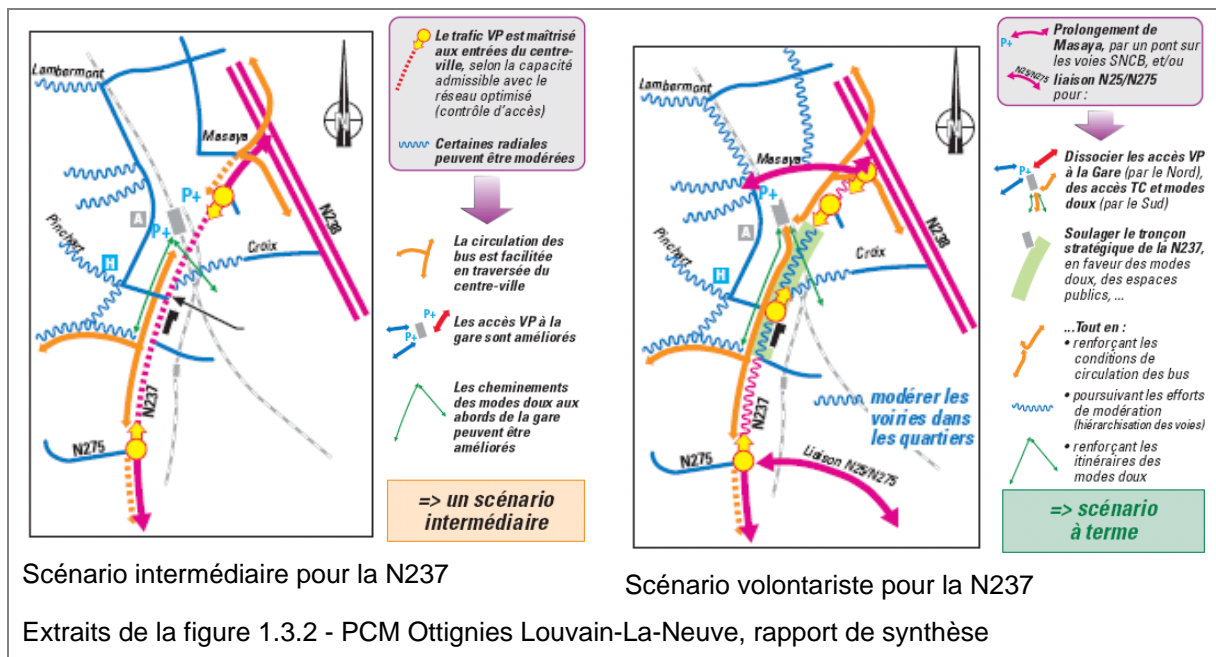 Lambermont
Masaya
P+
P+
A
Pinchart
H
Croix
N238
N237
N275
N
Le trafic VP est maîtrisé
aux entrées du centre-
ville, selon la capacité
admissible avec le
réseau optimisé
(contrôle d'accès)
Certaines radiales
peuvent être modérées
La circulation des
bus est facilitée
en traversée du
centre-ville
P+
P+
Les accès VP à la
gare sont améliorés
Les cheminements
des modes doux aux
abords de la gare
peuvent être
améliorés
=> un scénario
intermédiaire
Scénario intermédiaire pour la N237
Lambermont
Masaya
P+
A
Pinchart
H
Croix
N238
N237
N275
Liaison N25/N275
N
modérer les
voiries dans
les quartiers
P+
Prolongement de
Masaya, par un pont sur
les voies SNCB, et/ou
N25/N275
liaison N25/N275
pour :
P+
Dissocier les accès VP
à la Gare (par le Nord),
des accès TC et modes
doux (par le Sud)
Soulager le tronçon
stratégique de la N237,
en faveur des modes
doux, des espaces
publics, ...
...Tout en :
• renforçant les
conditions de
circulation des bus
• poursuivant les efforts
de modération
(hiérarchisation des voies)
• renforçant les
itinéraires des
modes doux
=> scénario
à terme
Scénario volontariste pour la N237
Extraits de la figure 1.3.2 - PCM Ottignies Louvain-La-Neuve, rapport de synthèse